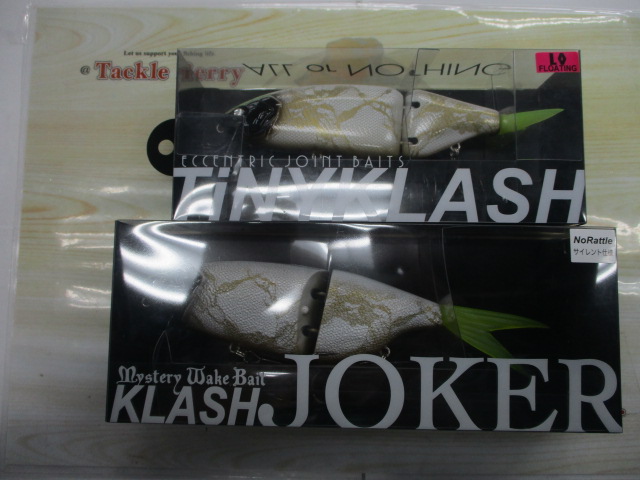 Let us support your fishing life.
@ Tackle Berry
ALL or NOTHING
LO
FLOATING
ECCENTRIC JOINT BAITS
TiNYKLASH
NoRattle
サイレント仕様
Mystery Wake Bait
KLASH JOKER